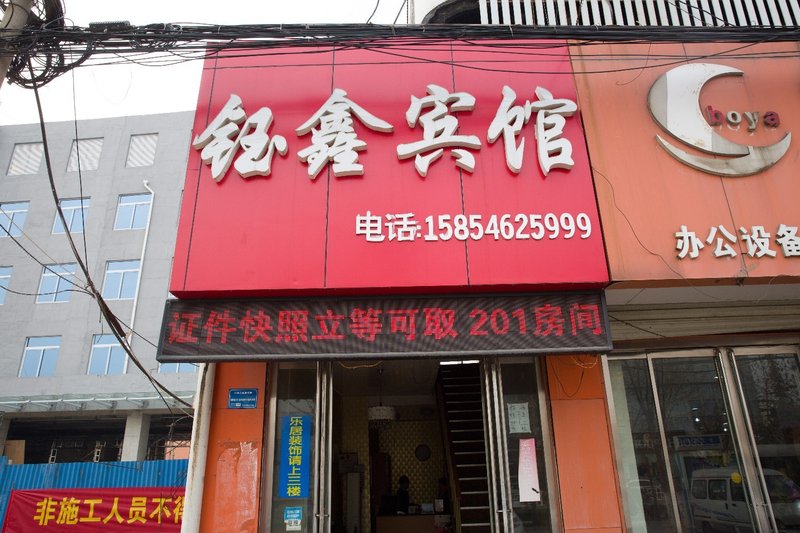 钰鑫宾馆
电话:15854625999
boya
办公设备
证件快照立等可取 201房间
乐居装饰请上三楼
非施工人员不得